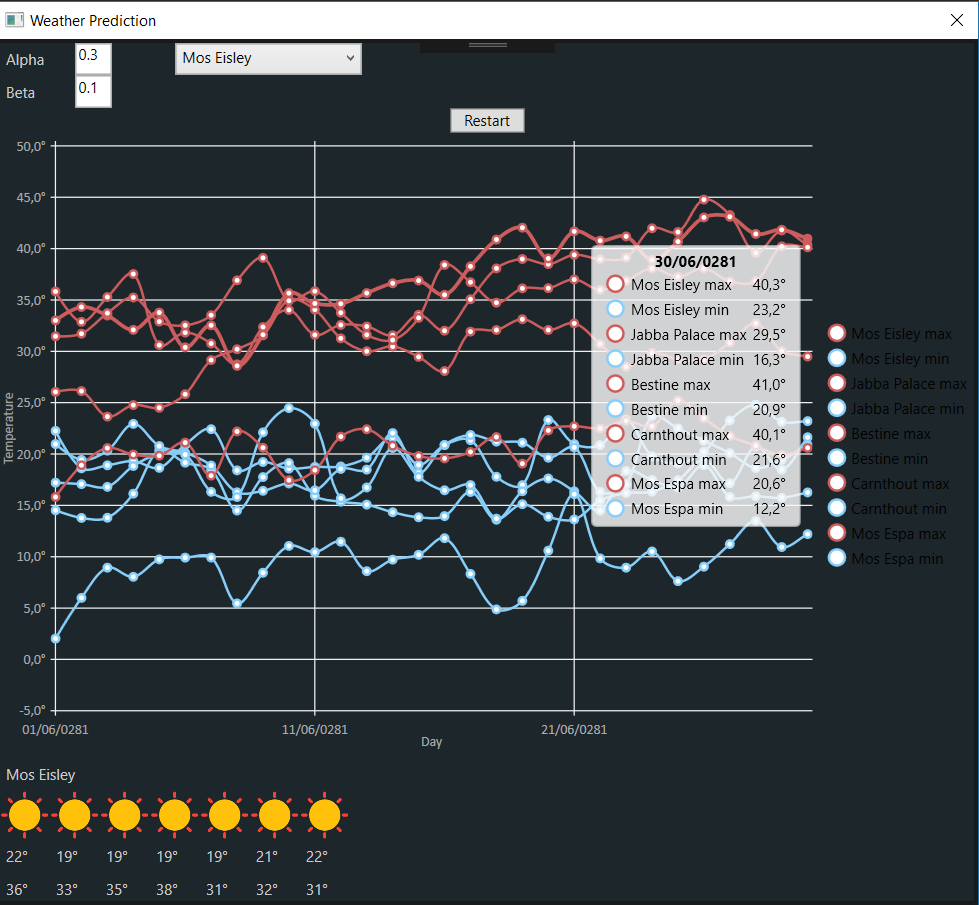 Weather Prediction
Alpha 0.3 Mos Eisley
Beta 0.1
Restart
50,0°
45,0°
40,0°
35,0°
30,0°
25,0°
20,0°
15,0°
10,0°
5,0°
0,0°
-5,0°
Temperature
01/06/0281 11/06/0281 21/06/0281
Day
30/06/0281
Mos Eisley max 40,3°
Mos Eisley min 23,2°
Jabba Palace max 29,5°
Jabba Palace min 16,3°
Bestine max 41,0°
Bestine min 20,9°
Carnthout max 40,1°
Carnthout min 21,6°
Mos Espa max 20,6°
Mos Espa min 12,2°
Mos Eisley max
Mos Eisley min
Jabba Palace max
Jabba Palace min
Bestine max
Bestine min
Carnthout max
Carnthout min
Mos Espa max
Mos Espa min
Mos Eisley
22° 19° 19° 19° 19° 21° 22°
36° 33° 35° 38° 31° 32° 31°